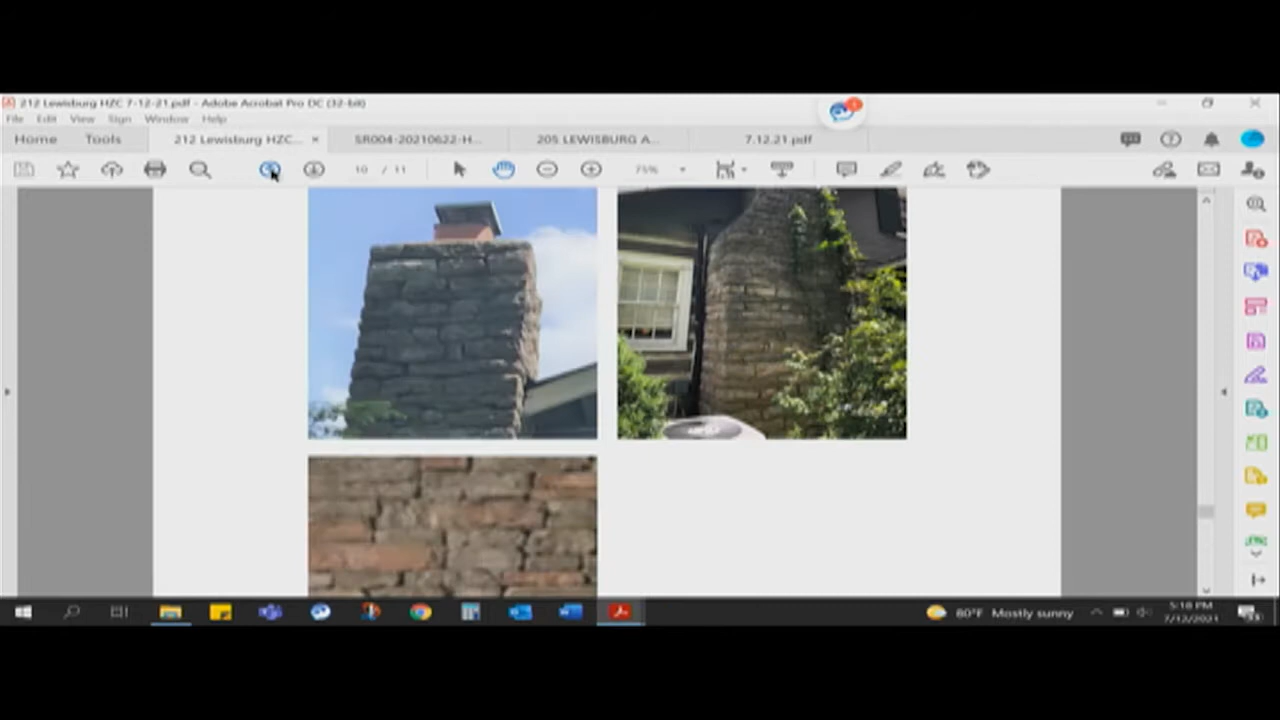 212 Lewisburg HZC 7-12-21.pdf - Adobe Acrobat Pro DC (32-bit)
File Edit View Sign Window Help
Home Tools 212 Lewisburg HZC... × SR004-20210622-H... 205 LEWISBURG A... 7.12.21.pdf
10 / 11 75%
80°F Mostly sunny 5:18 PM
7/12/2021